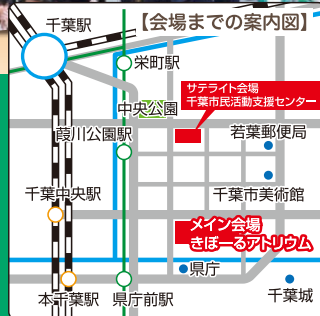 【会場までの案内図】
千葉駅
栄町駅
サテライト会場
千葉市民活動支援センター
中央公園
葭川公園駅
若葉郵便局
千葉中央駅
千葉市美術館
メイン会場
きぼーるアトリウム
県庁
本千葉駅
県庁前駅
千葉城